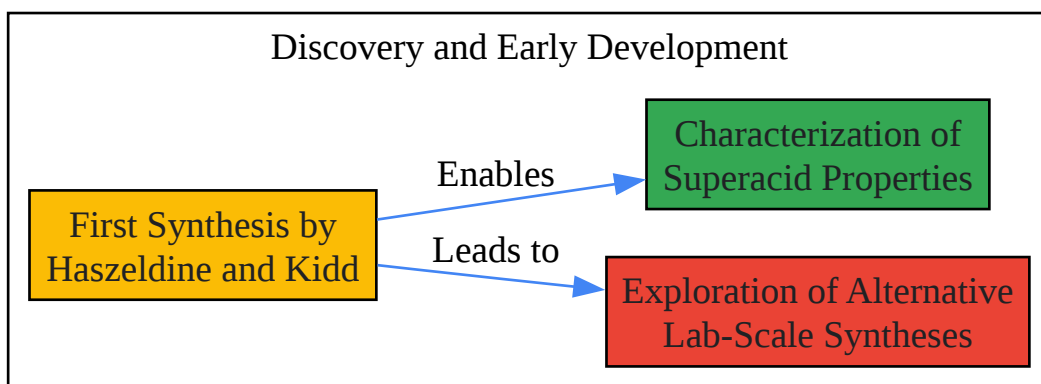 Discovery and Early Development
First Synthesis by
Haszeldine and Kidd
Enables
Leads to
Characterization of
Superacid Properties
Exploration of Alternative
Lab-Scale Syntheses